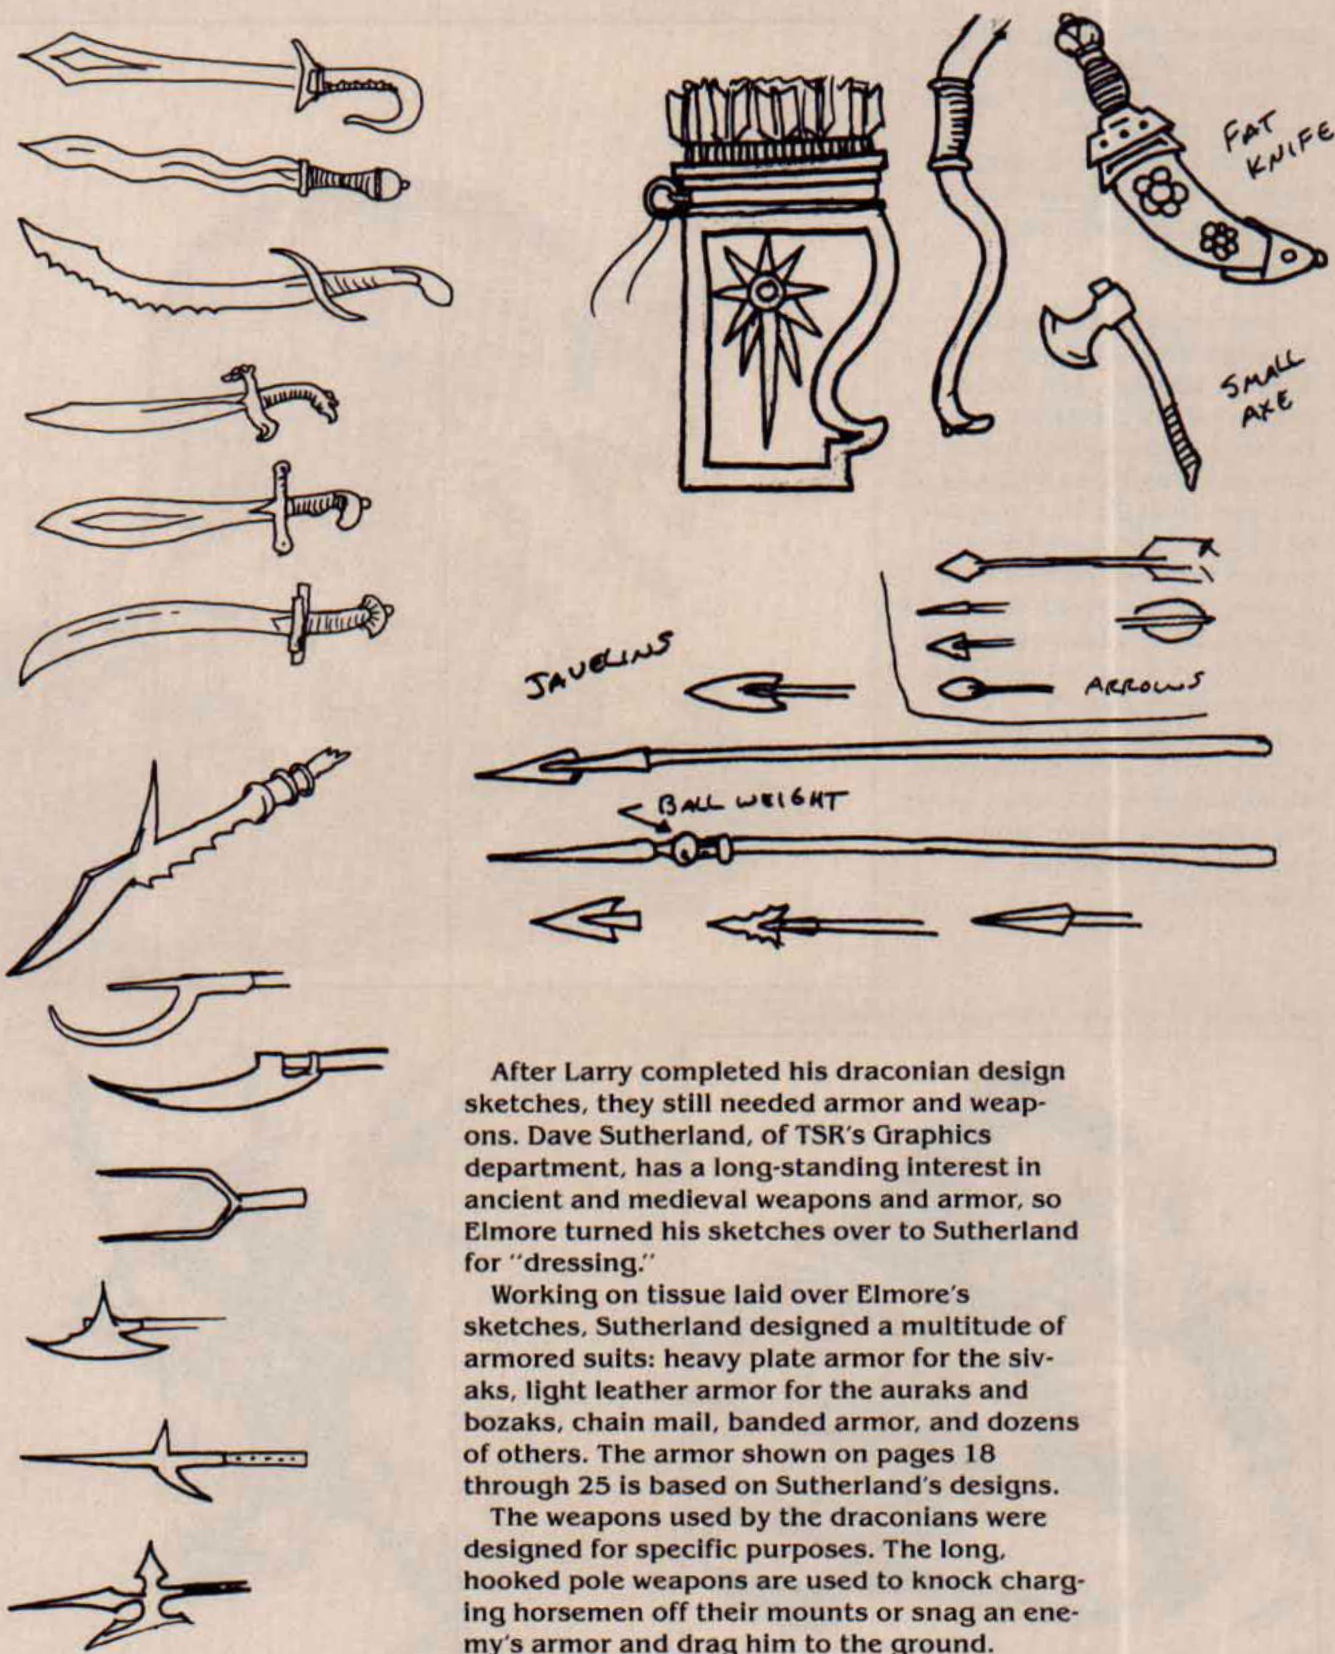 FAT
KNIFE
SMALL
AXE
JAVELINS
ARROWS
BALL WEIGHT
After Larry completed his draconian design
sketches, they still needed armor and weap-
ons. Dave Sutherland, of TSR's Graphics
department, has a long-standing interest in
ancient and medieval weapons and armor, so
Elmore turned his sketches over to Sutherland
for "dressing."
Working on tissue laid over Elmore's
sketches, Sutherland designed a multitude of
armored suits: heavy plate armor for the siv-
aks, light leather armor for the auraks and
bozaks, chain mail, banded armor, and dozens
of others. The armor shown on pages 18
through 25 is based on Sutherland's designs.
The weapons used by the draconians were
designed for specific purposes. The long,
hooked pole weapons are used to knock charg-
ing horsemen off their mounts or snag an ene-
my's armor and drag him to the ground.